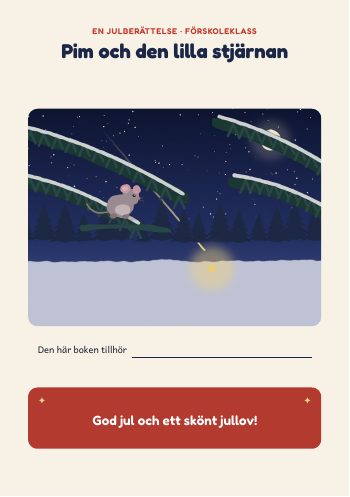 EN JULBERÄTTELSE · FÖRSKOLEKLASS
Pim och den lilla stjärnan
Den här boken tillhör
God jul och ett skönt jullov!